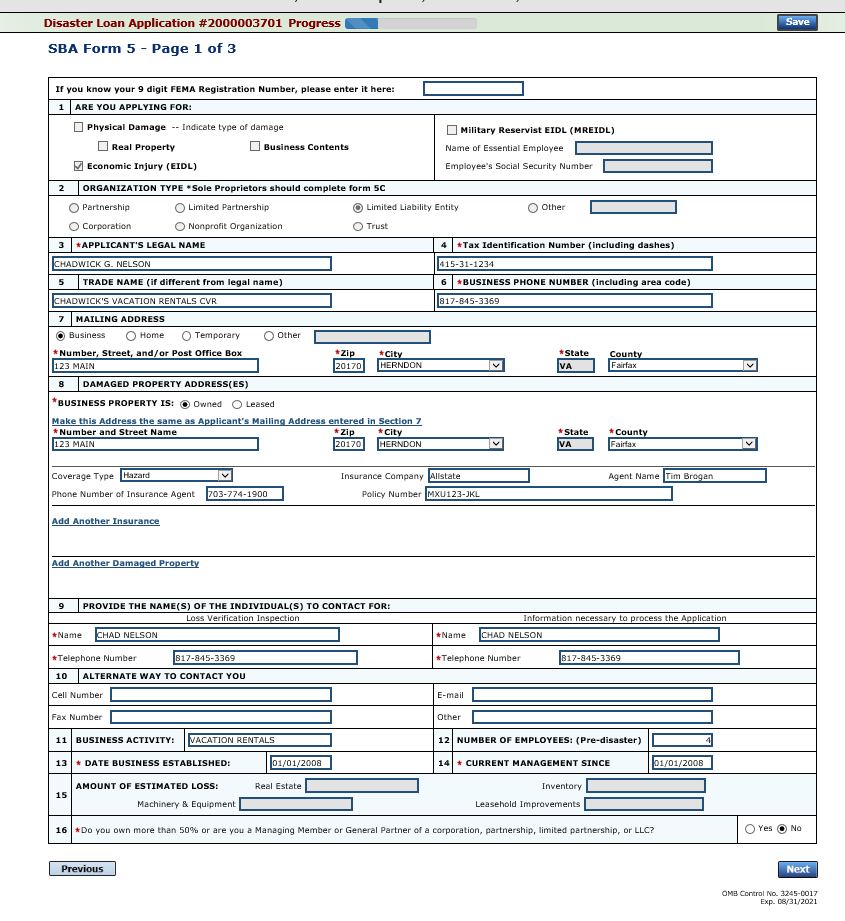 Disaster Loan Application #2000003701 Progress
Save
SBA Form 5 - Page 1 of 3
If you know your 9 digit FEMA Registration Number, please enter it here:
1 ARE YOU APPLYING FOR:
Physical Damage -- Indicate type of damage
Military Reservist EIDL (MREIDL)
Real Property Business Contents
Name of Essential Employee
Economic Injury (EIDL)
Employee's Social Security Number
2 ORGANIZATION TYPE *Sole Proprietors should complete form 5C
Partnership Limited Partnership Limited Liability Entity Other
Corporation Nonprofit Organization Trust
3 *APPLICANT'S LEGAL NAME 4 *Tax Identification Number (including dashes)
CHADWICK G. NELSON 415-31-1234
5 TRADE NAME (if different from legal name) 6 *BUSINESS PHONE NUMBER (including area code)
CHADWICK'S VACATION RENTALS CVR 817-845-3369
7 MAILING ADDRESS
Business Home Temporary Other
*Number, Street, and/or Post Office Box *Zip *City *State County
123 MAIN 20170 HERNDON VA Fairfax
8 DAMAGED PROPERTY ADDRESS(ES)
*BUSINESS PROPERTY IS: Owned Leased
Make this Address the same as Applicant's Mailing Address entered in Section 7
*Number and Street Name *Zip *City *State *County
123 MAIN 20170 HERNDON VA Fairfax
Coverage Type Hazard Insurance Company Allstate Agent Name Tim Brogan
Phone Number of Insurance Agent 703-774-1900 Policy Number MXU123-JKL
Add Another Insurance
Add Another Damaged Property
9 PROVIDE THE NAME(S) OF THE INDIVIDUAL(S) TO CONTACT FOR:
Loss Verification Inspection Information necessary to process the Application
*Name CHAD NELSON *Name CHAD NELSON
*Telephone Number 817-845-3369 *Telephone Number 817-845-3369
10 ALTERNATE WAY TO CONTACT YOU
Cell Number E-mail
Fax Number Other
11 BUSINESS ACTIVITY: VACATION RENTALS 12 NUMBER OF EMPLOYEES: (Pre-disaster) 4
13 * DATE BUSINESS ESTABLISHED: 01/01/2008 14 * CURRENT MANAGEMENT SINCE 01/01/2008
15 AMOUNT OF ESTIMATED LOSS: Real Estate Inventory
Machinery & Equipment Leasehold Improvements
16 *Do you own more than 50% or are you a Managing Member or General Partner of a corporation, partnership, limited partnership, or LLC? Yes No
Previous Next
OMB Control No. 3245-0017
Exp. 08/31/2021